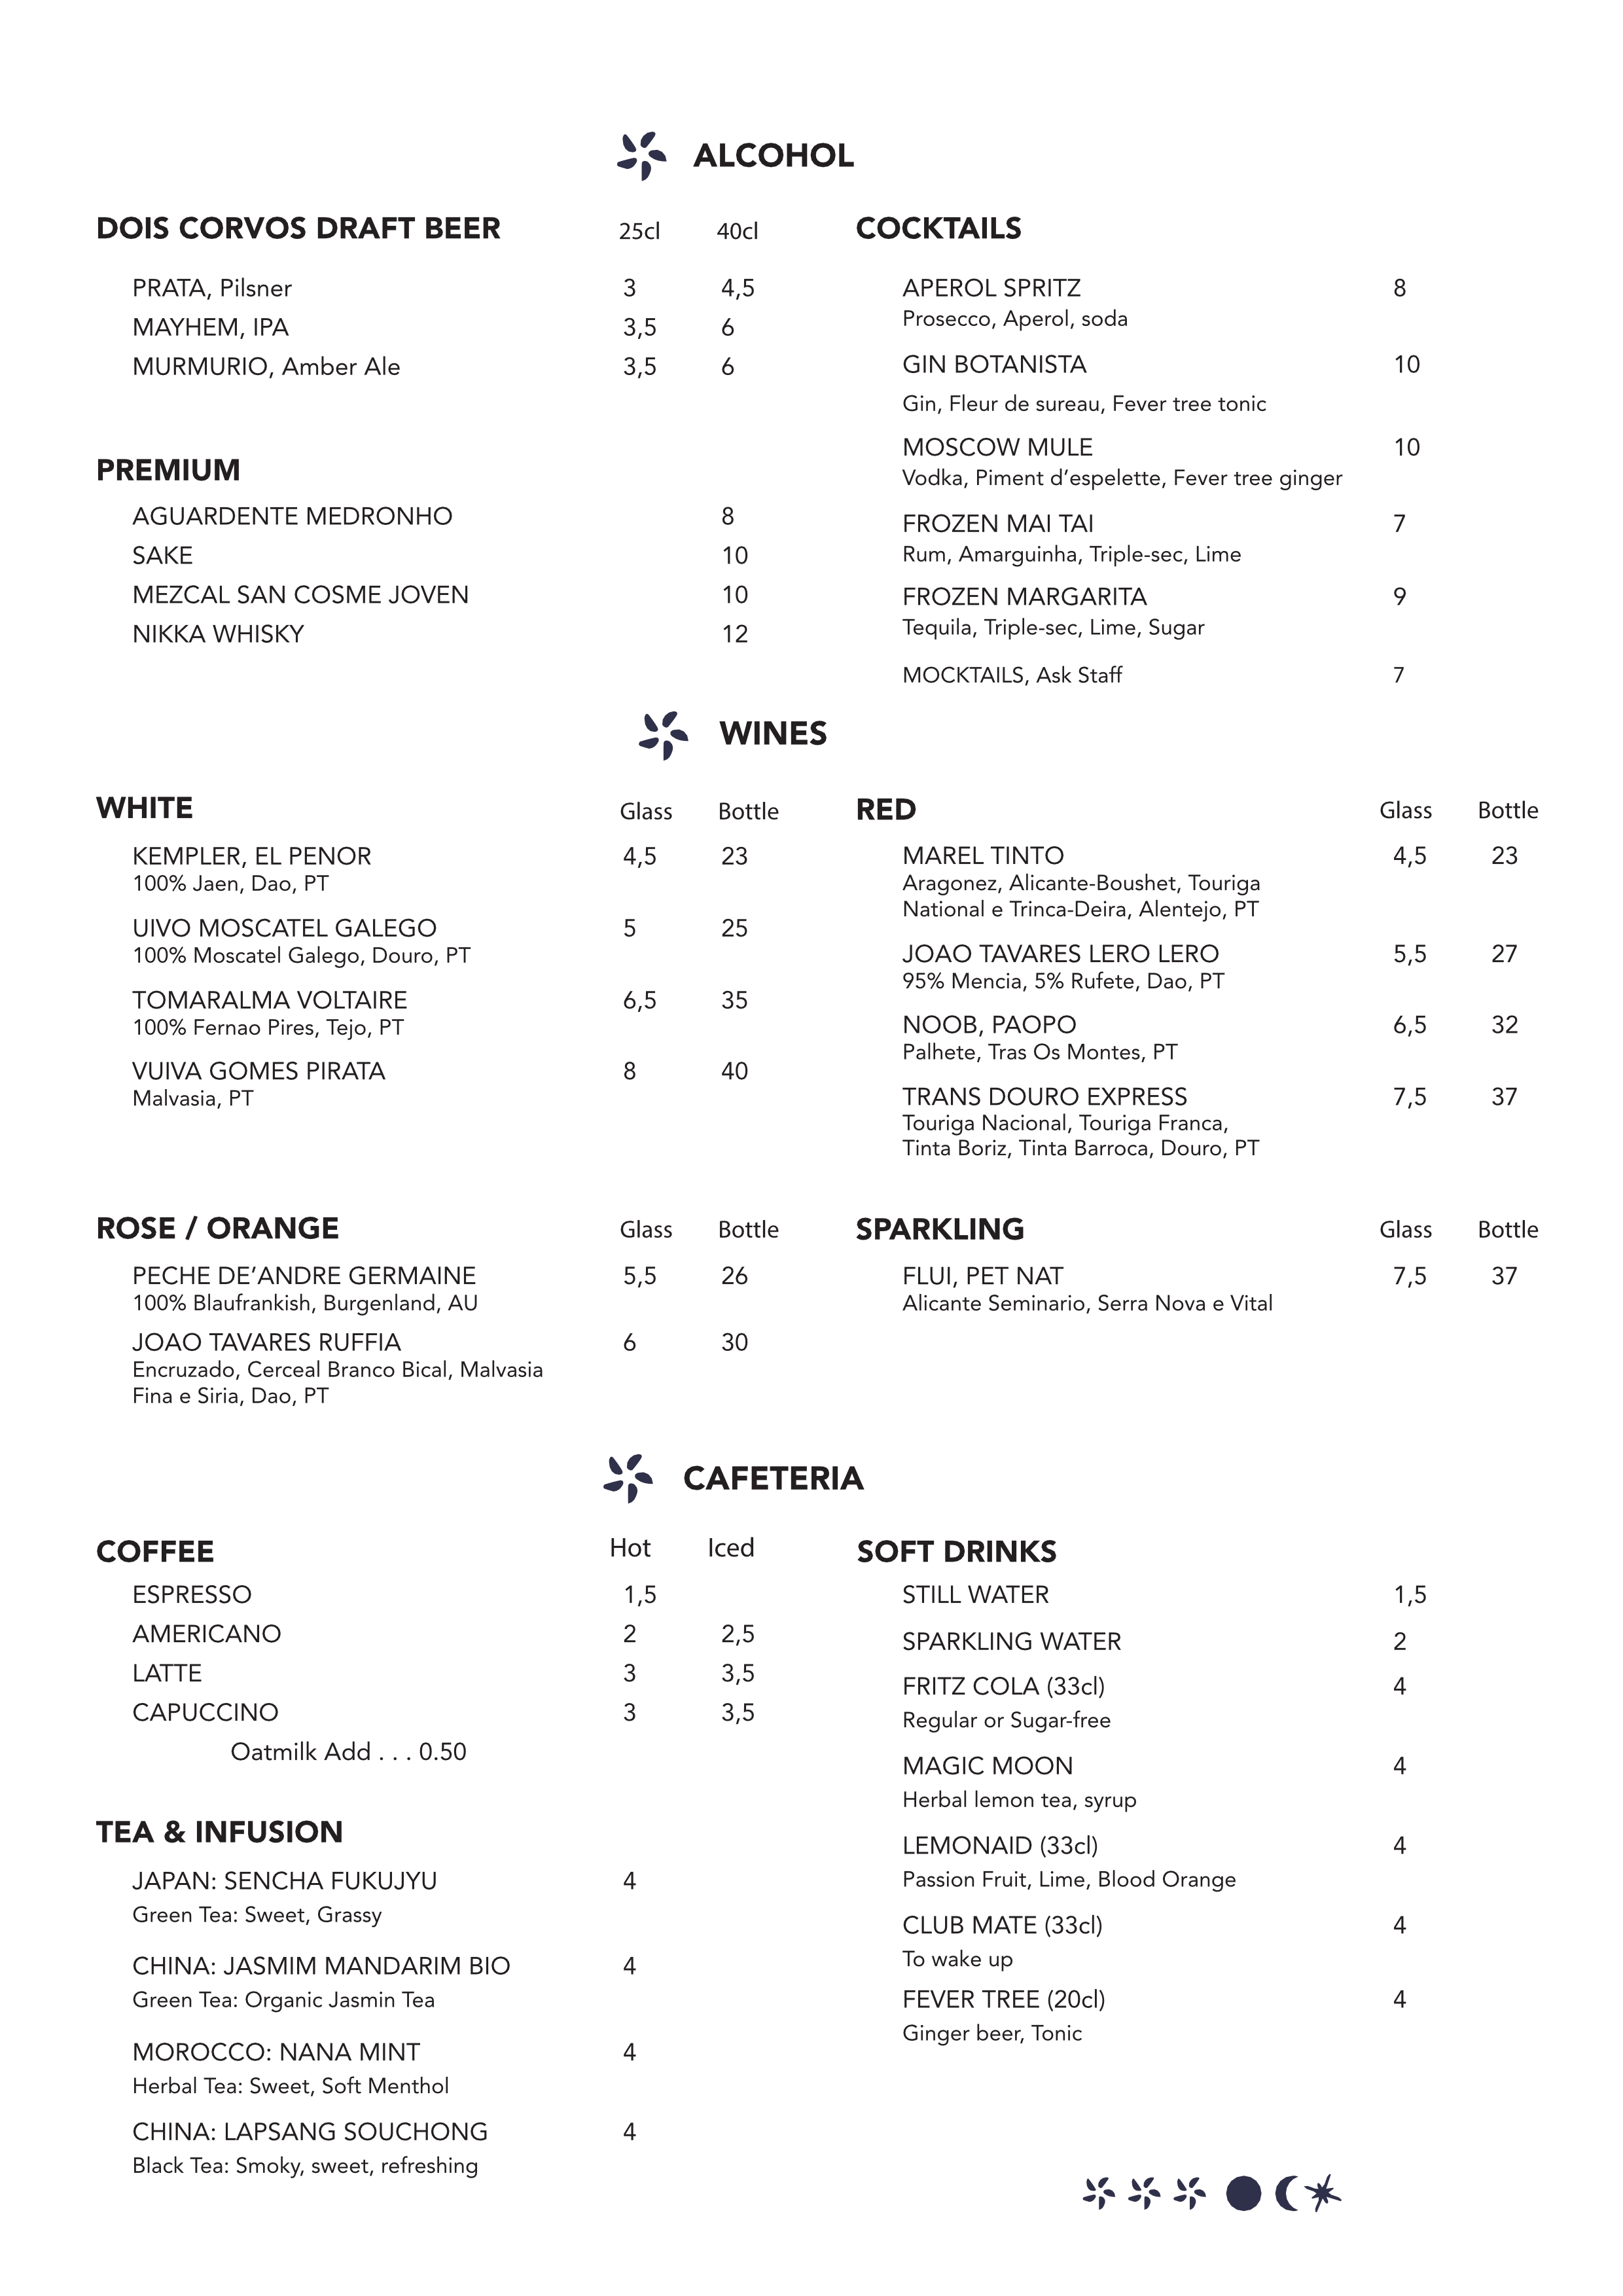 ALCOHOL
DOIS CORVOS DRAFT BEER 25cl 40cl
PRATA, Pilsner 3 4,5
MAYHEM, IPA 3,5 6
MURMURIO, Amber Ale 3,5 6
PREMIUM
AGUARDENTE MEDRONHO 8
SAKE 10
MEZCAL SAN COSME JOVEN 10
NIKKA WHISKY 12
COCKTAILS
APEROL SPRITZ 8
Prosecco, Aperol, soda
GIN BOTANISTA 10
Gin, Fleur de sureau, Fever tree tonic
MOSCOW MULE 10
Vodka, Piment d’espelette, Fever tree ginger
FROZEN MAI TAI 7
Rum, Amarguinha, Triple-sec, Lime
FROZEN MARGARITA 9
Tequila, Triple-sec, Lime, Sugar
MOCKTAILS, Ask Staff 7
WINES
WHITE Glass Bottle
KEMPLER, EL PENOR 4,5 23
100% Jaen, Dao, PT
UIVO MOSCATEL GALEGO 5 25
100% Moscatel Galego, Douro, PT
TOMARALMA VOLTAIRE 6,5 35
100% Fernao Pires, Tejo, PT
VUIVA GOMES PIRATA 8 40
Malvasia, PT
RED Glass Bottle
MAREL TINTO 4,5 23
Aragonez, Alicante-Boushet, Touriga
National e Trinca-Deira, Alentejo, PT
JOAO TAVARES LERO LERO 5,5 27
95% Mencia, 5% Rufete, Dao, PT
NOOB, PAOPO 6,5 32
Palhete, Tras Os Montes, PT
TRANS DOURO EXPRESS 7,5 37
Touriga Nacional, Touriga Franca,
Tinta Boriz, Tinta Barroca, Douro, PT
ROSE / ORANGE Glass Bottle
PECHE DE’ANDRE GERMAINE 5,5 26
100% Blaufrankish, Burgenland, AU
JOAO TAVARES RUFFIA 6 30
Encruzado, Cerceal Branco Bical, Malvasia
Fina e Siria, Dao, PT
SPARKLING Glass Bottle
FLUI, PET NAT 7,5 37
Alicante Seminario, Serra Nova e Vital
CAFETERIA
COFFEE Hot Iced
ESPRESSO 1,5
AMERICANO 2 2,5
LATTE 3 3,5
CAPUCCINO 3 3,5
Oatmilk Add . . . 0.50
TEA & INFUSION
JAPAN: SENCHA FUKUJYU 4
Green Tea: Sweet, Grassy
CHINA: JASMIM MANDARIM BIO 4
Green Tea: Organic Jasmin Tea
MOROCCO: NANA MINT 4
Herbal Tea: Sweet, Soft Menthol
CHINA: LAPSANG SOUCHONG 4
Black Tea: Smoky, sweet, refreshing
SOFT DRINKS
STILL WATER 1,5
SPARKLING WATER 2
FRITZ COLA (33cl) 4
Regular or Sugar-free
MAGIC MOON 4
Herbal lemon tea, syrup
LEMONAID (33cl) 4
Passion Fruit, Lime, Blood Orange
CLUB MATE (33cl) 4
To wake up
FEVER TREE (20cl) 4
Ginger beer, Tonic